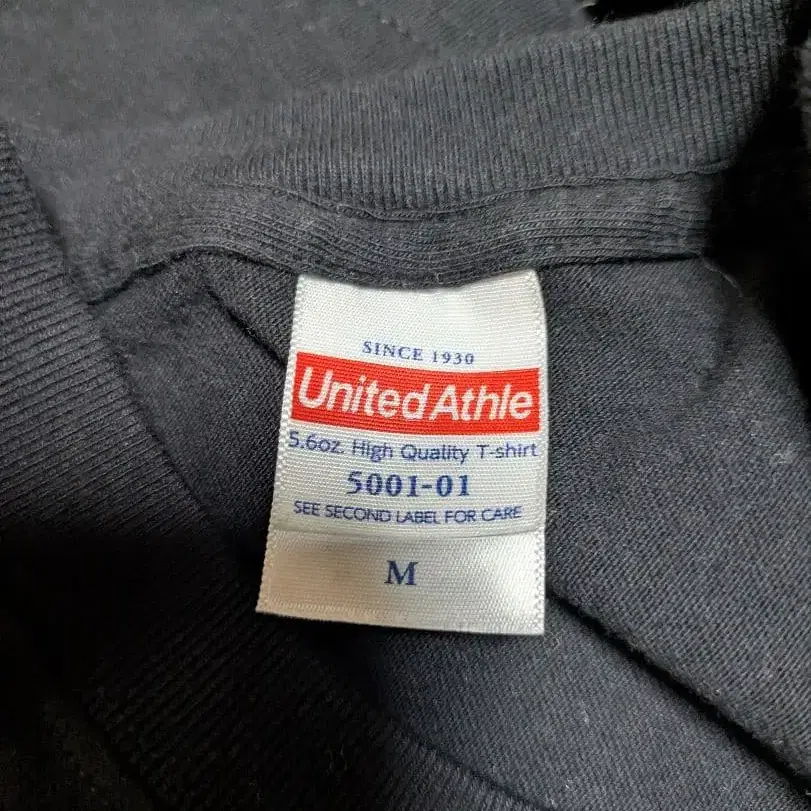 SINCE 1930
United Athle
5.6oz. High Quality T-shirt
5001-01
SEE SECOND LABEL FOR CARE
M